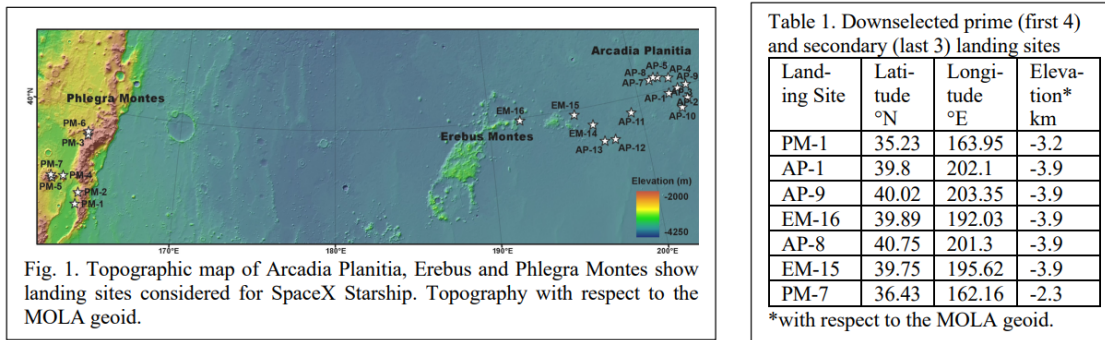 Arcadia Planitia
AP-5 AP-4
AP-8 AP-9
AP-7
AP-1 AP-2
AP-10
40°N
Phlegra Montes
PM-6
PM-3
EM-16 EM-15
AP-11
Erebus Montes EM-14
AP-13 AP-12
PM-7
PM-4
PM-5
PM-2
PM-1
Elevation (m)
-2000
-4250
170°E 180°E 190°E 200°E
Fig. 1. Topographic map of Arcadia Planitia, Erebus and Phlegra Montes show
landing sites considered for SpaceX Starship. Topography with respect to the
MOLA geoid.
Table 1. Downselected prime (first 4)
and secondary (last 3) landing sites
Land- Lati- Longi- Eleva-
ing Site tude tude tion*
°N °E km
PM-1 35.23 163.95 -3.2
AP-1 39.8 202.1 -3.9
AP-9 40.02 203.35 -3.9
EM-16 39.89 192.03 -3.9
AP-8 40.75 201.3 -3.9
EM-15 39.75 195.62 -3.9
PM-7 36.43 162.16 -2.3
*with respect to the MOLA geoid.